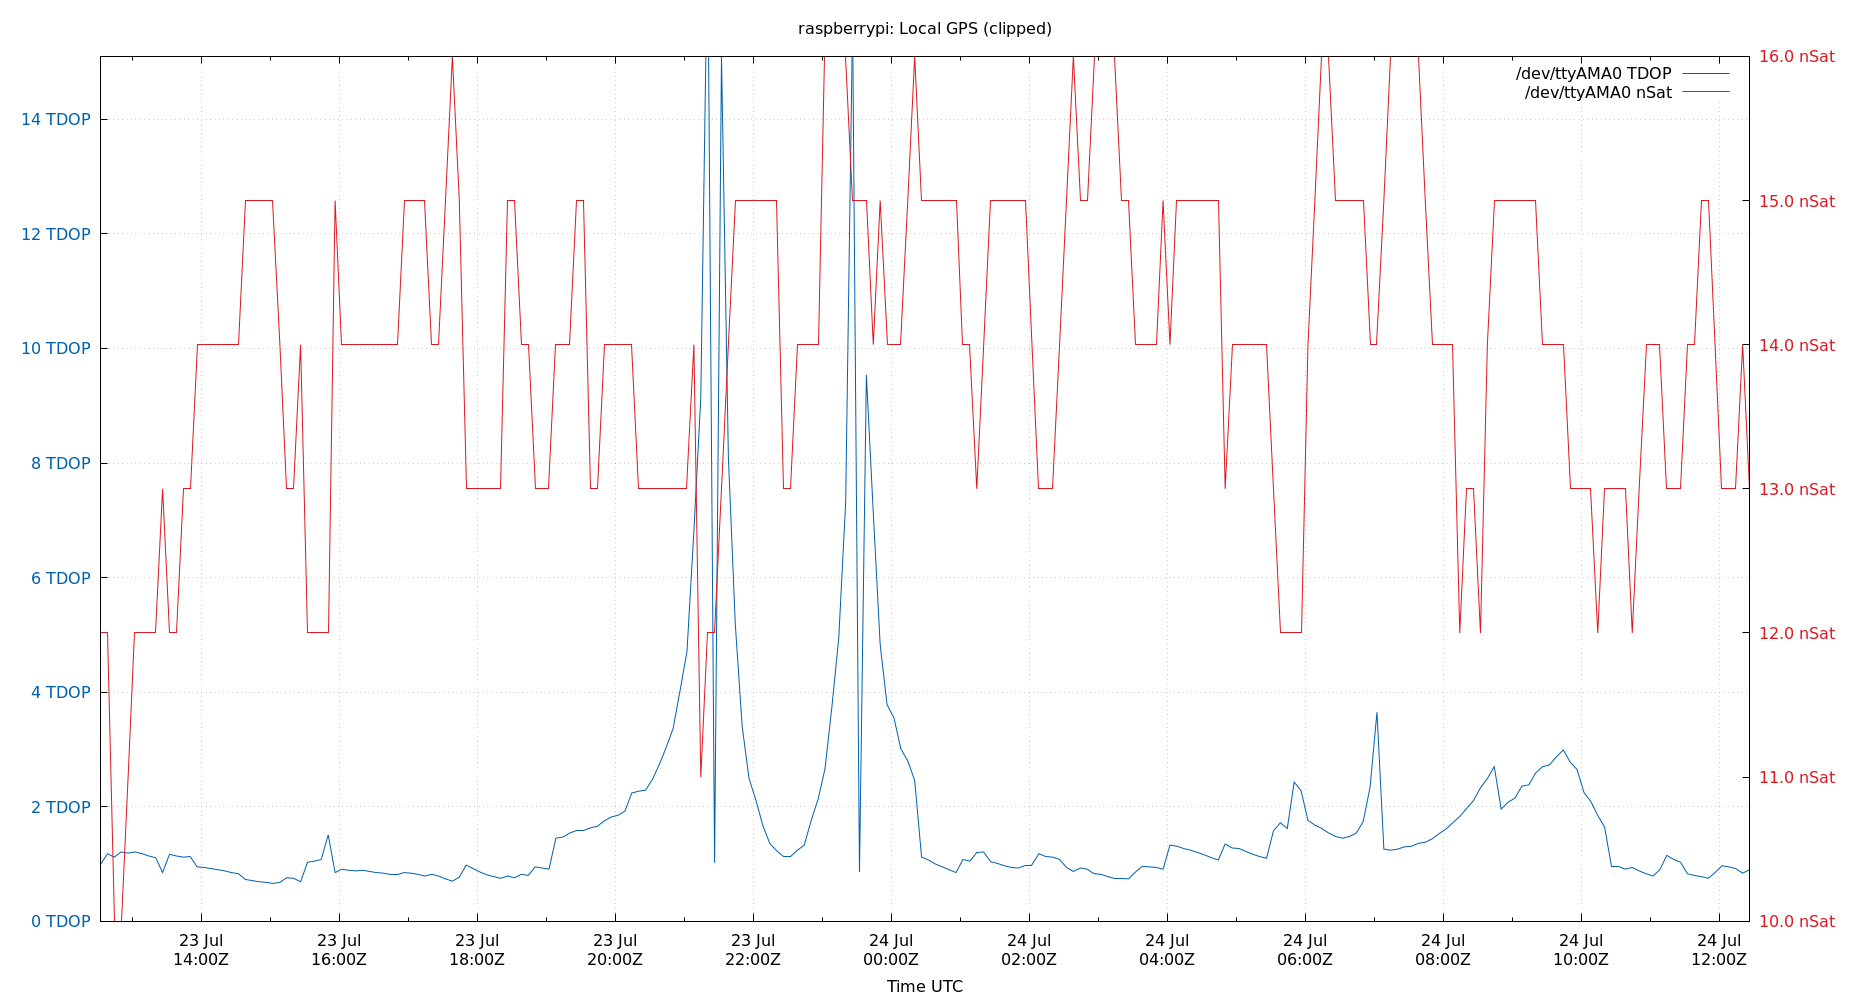 raspberrypi: Local GPS (clipped)
/dev/ttyAMA0 TDOP
/dev/ttyAMA0 nSat
14 TDOP
12 TDOP
10 TDOP
8 TDOP
6 TDOP
4 TDOP
2 TDOP
0 TDOP
16.0 nSat
15.0 nSat
14.0 nSat
13.0 nSat
12.0 nSat
11.0 nSat
10.0 nSat
23 Jul
14:00Z
23 Jul
16:00Z
23 Jul
18:00Z
23 Jul
20:00Z
23 Jul
22:00Z
24 Jul
00:00Z
24 Jul
02:00Z
24 Jul
04:00Z
24 Jul
06:00Z
24 Jul
08:00Z
24 Jul
10:00Z
24 Jul
12:00Z
Time UTC